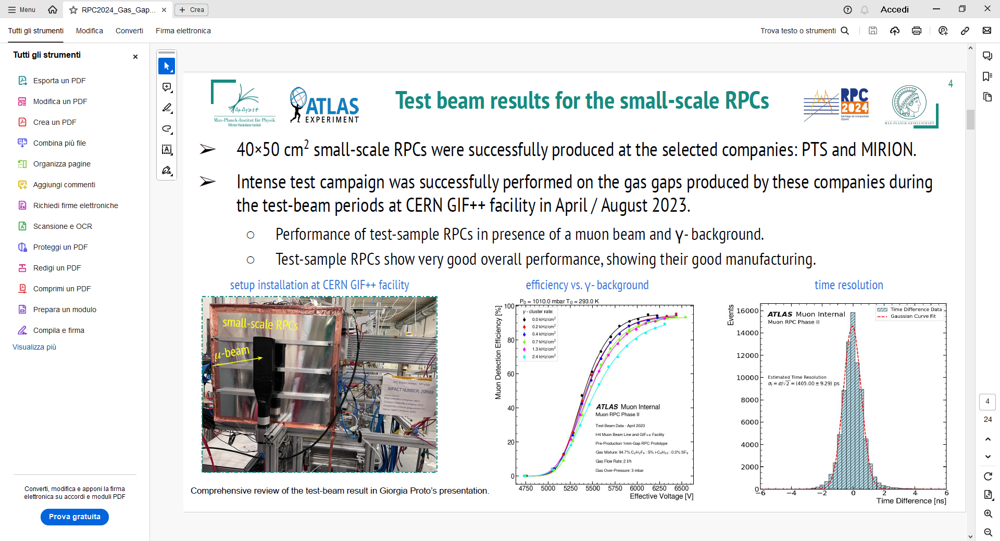 Menu
RPC2024_Gas_Gap...
Crea
Accedi
Tutti gli strumenti
Modifica
Converti
Firma elettronica
Trova testo o strumenti
Tutti gli strumenti
Esporta un PDF
Modifica un PDF
Crea un PDF
Combina più file
Organizza pagine
Aggiungi commenti
Richiedi firme elettroniche
Scansione e OCR
Proteggi un PDF
Redigi un PDF
Comprimi un PDF
Prepara un modulo
Compila e firma
Visualizza più
Converti, modifica e apponi la firma
elettronica su accordi e moduli PDF
Prova gratuita
Max-Planck-Institut für Physik
(Werner-Heisenberg-Institut)
ATLAS
EXPERIMENT
Test beam results for the small-scale RPCs
RPC
2024
Santiago de Compostela
(Spain)
MAX-PLANCK-GESELLSCHAFT
4
➢ 40×50 cm² small-scale RPCs were successfully produced at the selected companies: PTS and MIRION.
➢ Intense test campaign was successfully performed on the gas gaps produced by these companies during
the test-beam periods at CERN GIF++ facility in April / August 2023.
○ Performance of test-sample RPCs in presence of a muon beam and γ- background.
○ Test-sample RPCs show very good overall performance, showing their good manufacturing.
setup installation at CERN GIF++ facility
small-scale RPCs
μ-beam
RPC detector prototype - MPI group
IMPACT NUMBER: 208569
Comprehensive review of the test-beam result in Giorgia Proto’s presentation.
efficiency vs. γ- background
P₀ = 1010.0 mbar T₀ = 293.0 K
Muon Detection Efficiency [%]
100
80
60
40
20
0
γ - cluster rate:
0.0 kHz/cm²
0.2 kHz/cm²
0.4 kHz/cm²
0.7 kHz/cm²
1.3 kHz/cm²
2.4 kHz/cm²
ATLAS Muon Internal
Muon RPC Phase II
Test Beam Data - April 2023
H4 Muon Beam Line and GIF++ Facility
Pre-Production 1mm-Gap RPC Prototype
Gas Mixture: 94.7% C₂H₂F₄ : 5% i-C₄H₁₀ : 0.3% SF₆
Gas Flow Rate: 2 ℓ/h
Gas Over-Pressure: 3 mbar
4750 5000 5250 5500 5750 6000 6250 6500
Effective Voltage [V]
time resolution
Events
16000
14000
12000
10000
8000
6000
4000
2000
0
ATLAS Muon Internal
Muon RPC Phase II
Time Difference Data
Gaussian Curve Fit
Estimated Time Resolution
σₜ = σ/√2 = (405.00 ± 9.29) ps
−6 −4 −2 0 2 4 6
Time Difference [ns]
4
24